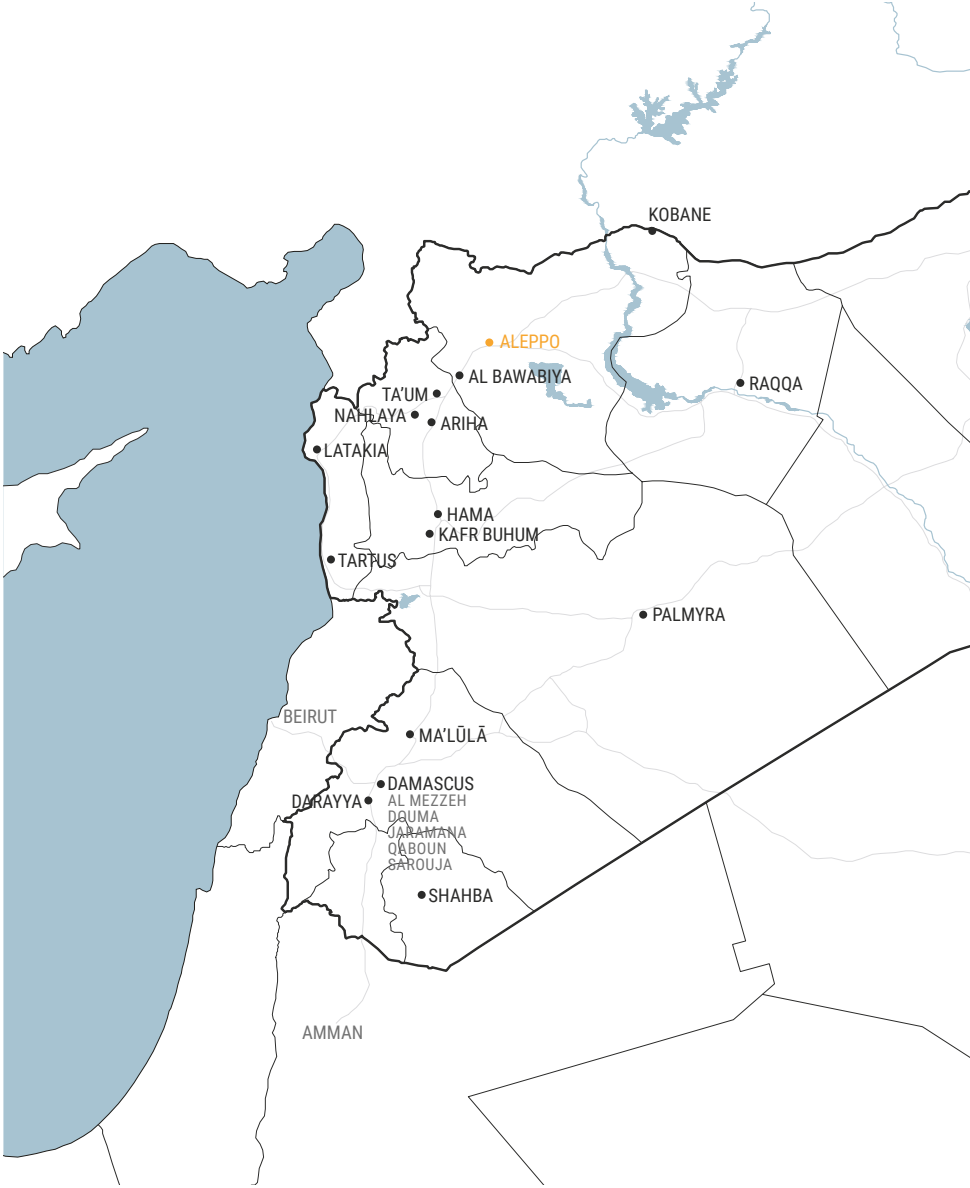 KOBANE
ALEPPO
AL BAWABIYA
RAQQA
TA’UM
NAHLAYA
ARIHA
LATAKIA
HAMA
KAFR BUHUM
TARTUS
PALMYRA
BEIRUT
MA’LŪLĀ
DAMASCUS
DARAYYA
AL MEZZEH
DOUMA
JARAMANA
QABOUN
SAROUJA
SHAHBA
AMMAN